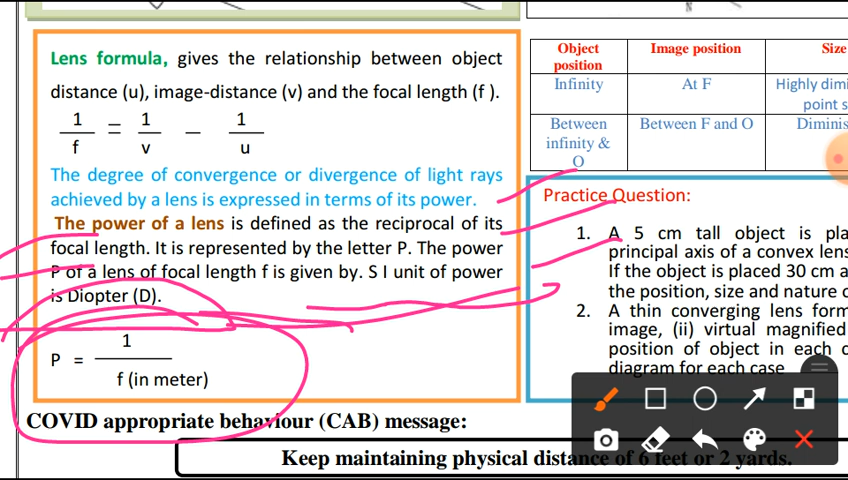 Lens formula, gives the relationship between object
distance (u), image-distance (v) and the focal length (f ).
1 = 1 − 1
f v u
The degree of convergence or divergence of light rays
achieved by a lens is expressed in terms of its power.
The power of a lens is defined as the reciprocal of its
focal length. It is represented by the letter P. The power
P of a lens of focal length f is given by. S I unit of power
is Diopter (D).
1
P =
f (in meter)
Object position Image position Size
Infinity At F Highly
point
Between infinity & O Between F and O
Practice Question:
1. A 5 cm tall object is
principal axis of a convex
If the object is placed 30 cm
the position, size and nature
2. A thin converging lens
image, (ii) virtual magnified
position of object in each
diagram for each case
COVID appropriate behaviour (CAB) message:
Keep maintaining physical distance of 6 feet or 2 yards.